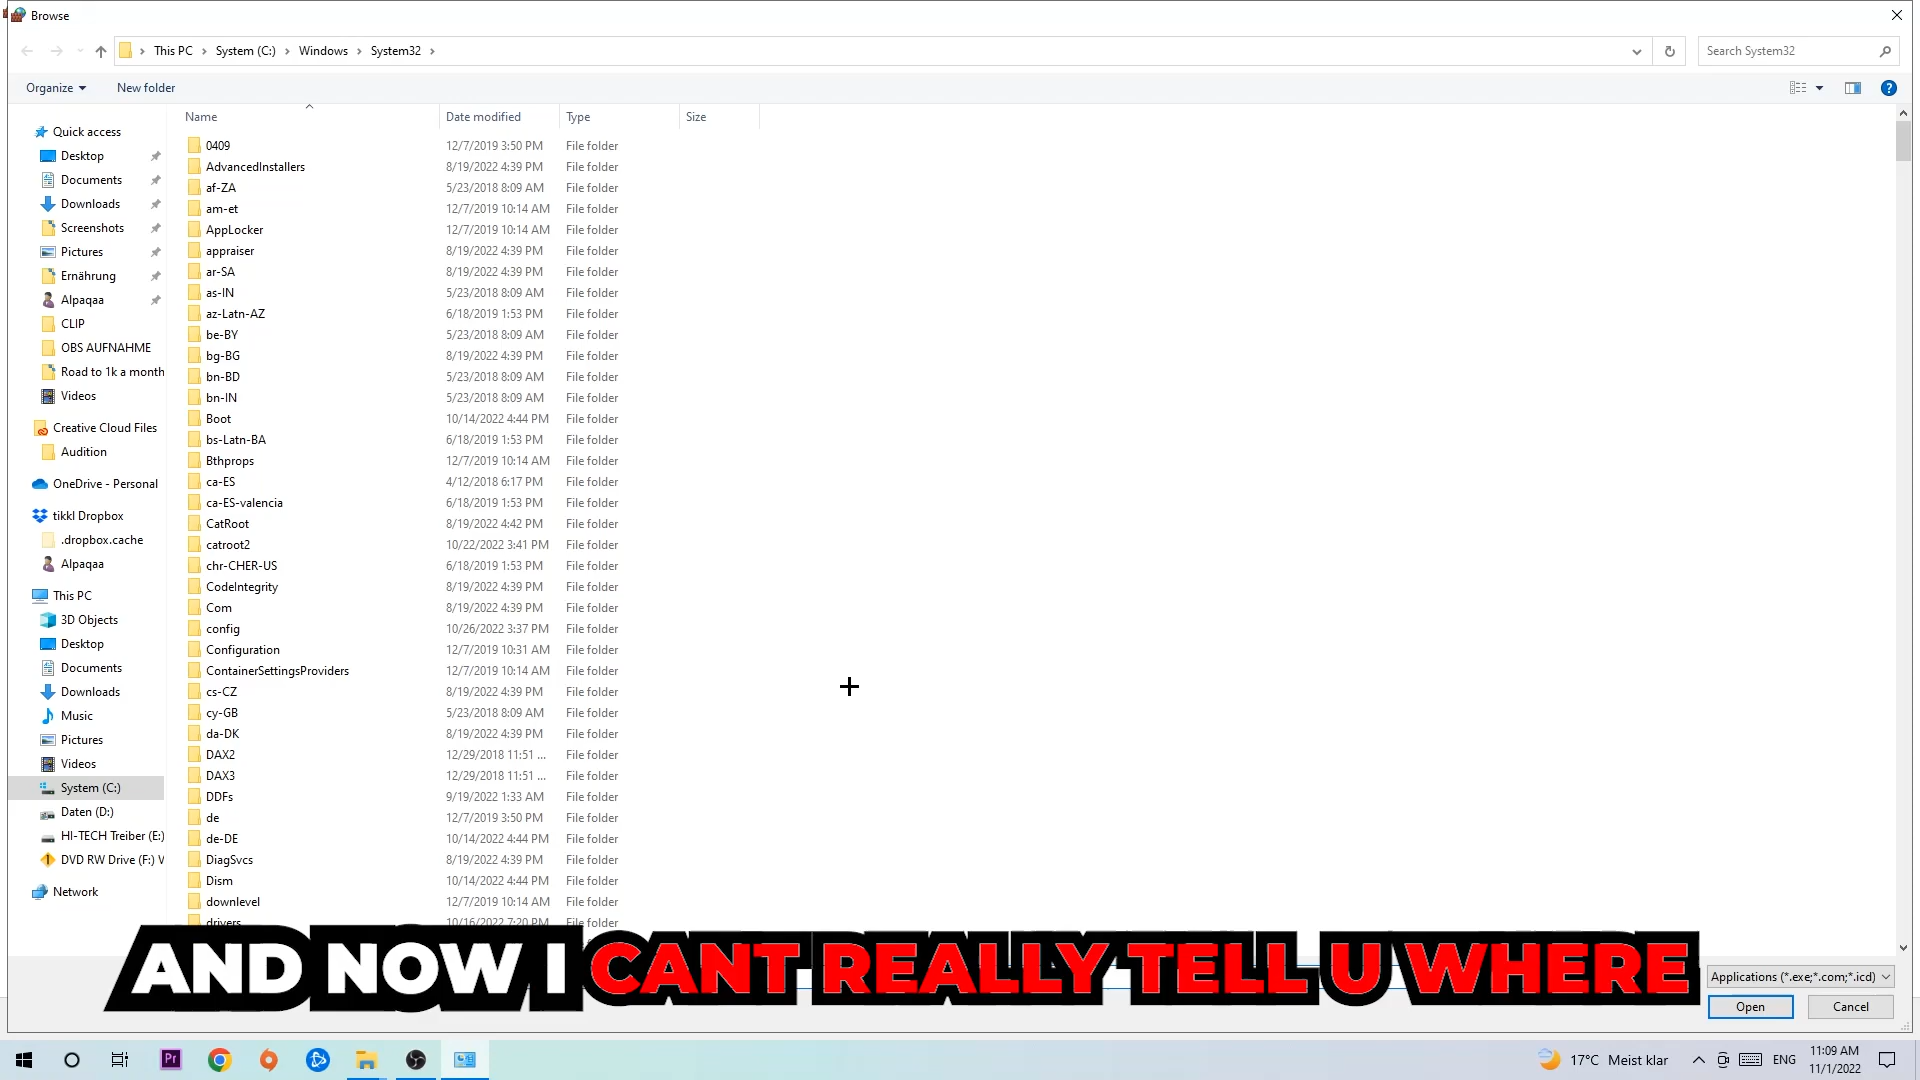 Browse
This PC > System (C:) > Windows > System32 >
Search System32
Organize
New folder
Name
Date modified
Type
Size
Quick access
Desktop
Documents
Downloads
Screenshots
Pictures
Ernährung
Alpaqaa
CLIP
OBS AUFNAHME
Road to 1k a month
Videos
Creative Cloud Files
Audition
OneDrive - Personal
tikkl Dropbox
.dropbox.cache
Alpaqaa
This PC
3D Objects
Desktop
Documents
Downloads
Music
Pictures
Videos
System (C:)
Daten (D:)
HI-TECH Treiber (E:)
DVD RW Drive (F:) V
Network
0409 12/7/2019 3:50 PM File folder
AdvancedInstallers 8/19/2022 4:39 PM File folder
af-ZA 5/23/2018 8:09 AM File folder
am-et 12/7/2019 10:14 AM File folder
AppLocker 12/7/2019 10:14 AM File folder
appraiser 8/19/2022 4:39 PM File folder
ar-SA 8/19/2022 4:39 PM File folder
as-IN 5/23/2018 8:09 AM File folder
az-Latn-AZ 6/18/2019 1:53 PM File folder
be-BY 5/23/2018 8:09 AM File folder
bg-BG 8/19/2022 4:39 PM File folder
bn-BD 5/23/2018 8:09 AM File folder
bn-IN 5/23/2018 8:09 AM File folder
Boot 10/14/2022 4:44 PM File folder
bs-Latn-BA 6/18/2019 1:53 PM File folder
Bthprops 12/7/2019 10:14 AM File folder
ca-ES 4/12/2018 6:17 PM File folder
ca-ES-valencia 6/18/2019 1:53 PM File folder
CatRoot 8/19/2022 4:42 PM File folder
catroot2 10/22/2022 3:41 PM File folder
chr-CHER-US 6/18/2019 1:53 PM File folder
CodeIntegrity 8/19/2022 4:39 PM File folder
Com 8/19/2022 4:39 PM File folder
config 10/26/2022 3:37 PM File folder
Configuration 12/7/2019 10:31 AM File folder
ContainerSettingsProviders 12/7/2019 10:14 AM File folder
cs-CZ 8/19/2022 4:39 PM File folder
cy-GB 5/23/2018 8:09 AM File folder
da-DK 8/19/2022 4:39 PM File folder
DAX2 12/29/2018 11:51 ... File folder
DAX3 12/29/2018 11:51 ... File folder
DDFs 9/19/2022 1:33 AM File folder
de 12/7/2019 3:50 PM File folder
de-DE 10/14/2022 4:44 PM File folder
DiagSvcs 8/19/2022 4:39 PM File folder
Dism 10/14/2022 4:44 PM File folder
downlevel 12/7/2019 10:14 AM File folder
drivers 10/16/2022 7:20 PM File folder
AND NOW I CANT REALLY TELL U WHERE
Applications (*.exe;*.com;*.icd)
Open
Cancel
Pr
17°C Meist klar
ENG
11:09 AM
11/1/2022